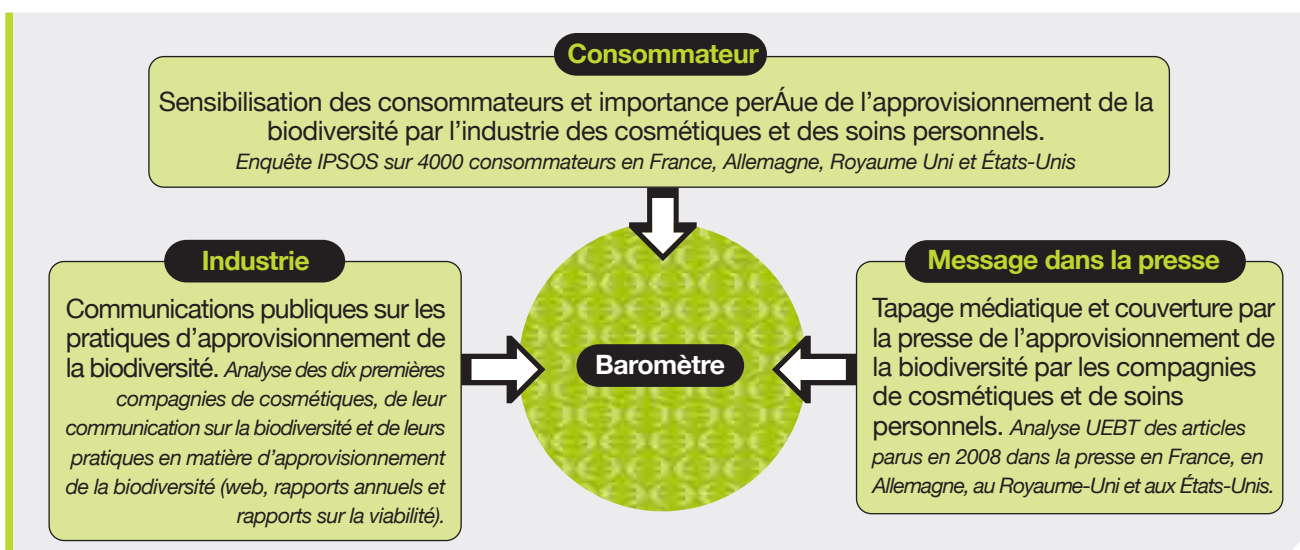 Consommateur
Sensibilisation des consommateurs et importance perÁue de l'approvisionnement de la
biodiversité par l'industrie des cosmétiques et des soins personnels.
Enquête IPSOS sur 4000 consommateurs en France, Allemagne, Royaume Uni et États-Unis
Industrie
Communications publiques sur les
pratiques d'approvisionnement de
la biodiversité. Analyse des dix premières
compagnies de cosmétiques, de leur
communication sur la biodiversité et de leurs
pratiques en matière d'approvisionnement
de la biodiversité (web, rapports annuels et
rapports sur la viabilité).
Baromètre
Message dans la presse
Tapage médiatique et couverture par
la presse de l'approvisionnement de
la biodiversité par les compagnies
de cosmétiques et de soins
personnels. Analyse UEBT des articles
parus en 2008 dans la presse en France, en
Allemagne, au Royaume-Uni et aux États-Unis.